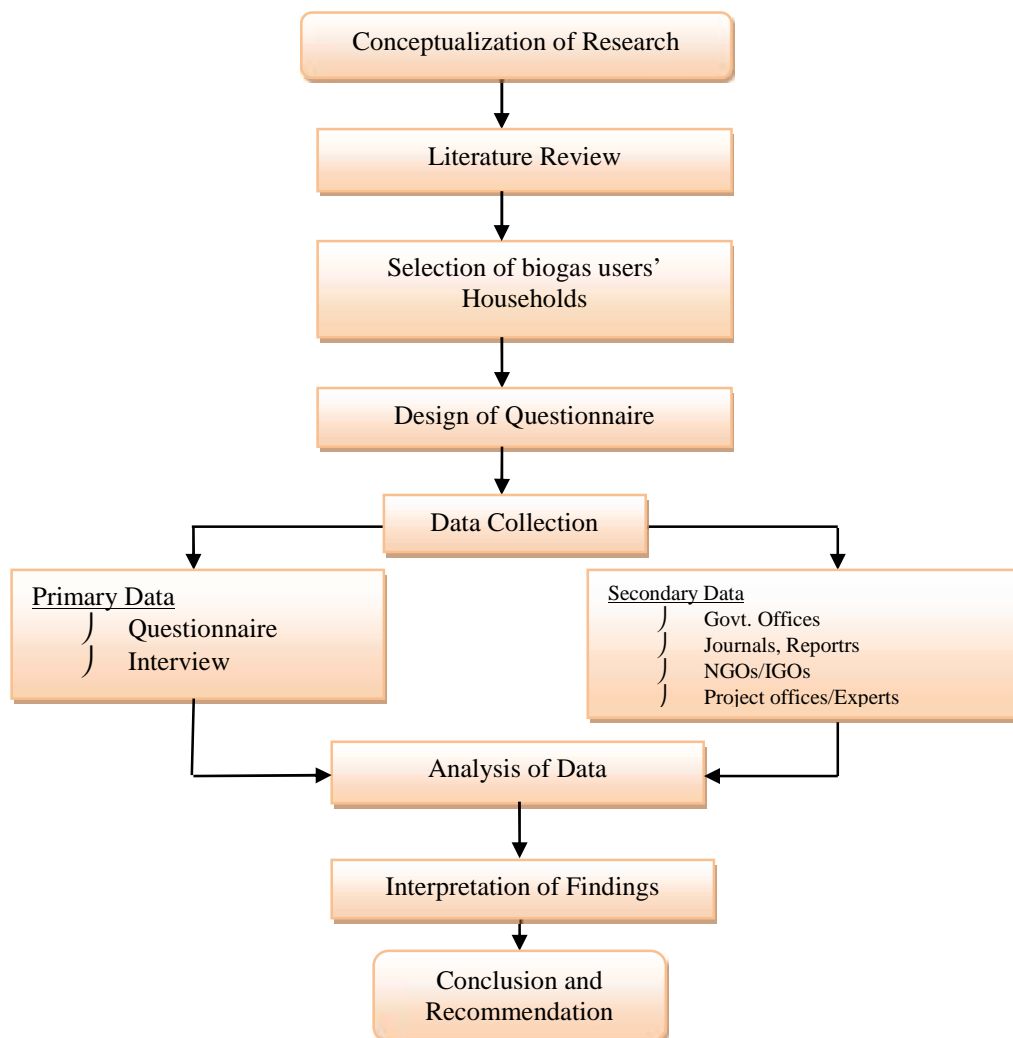 Conceptualization of Research
Literature Review
Selection of biogas users’
Households
Design of Questionnaire
Data Collection
Primary Data
Questionnaire
Interview
Secondary Data
Govt. Offices
Journals, Reportrs
NGOs/IGOs
Project offices/Experts
Analysis of Data
Interpretation of Findings
Conclusion and
Recommendation